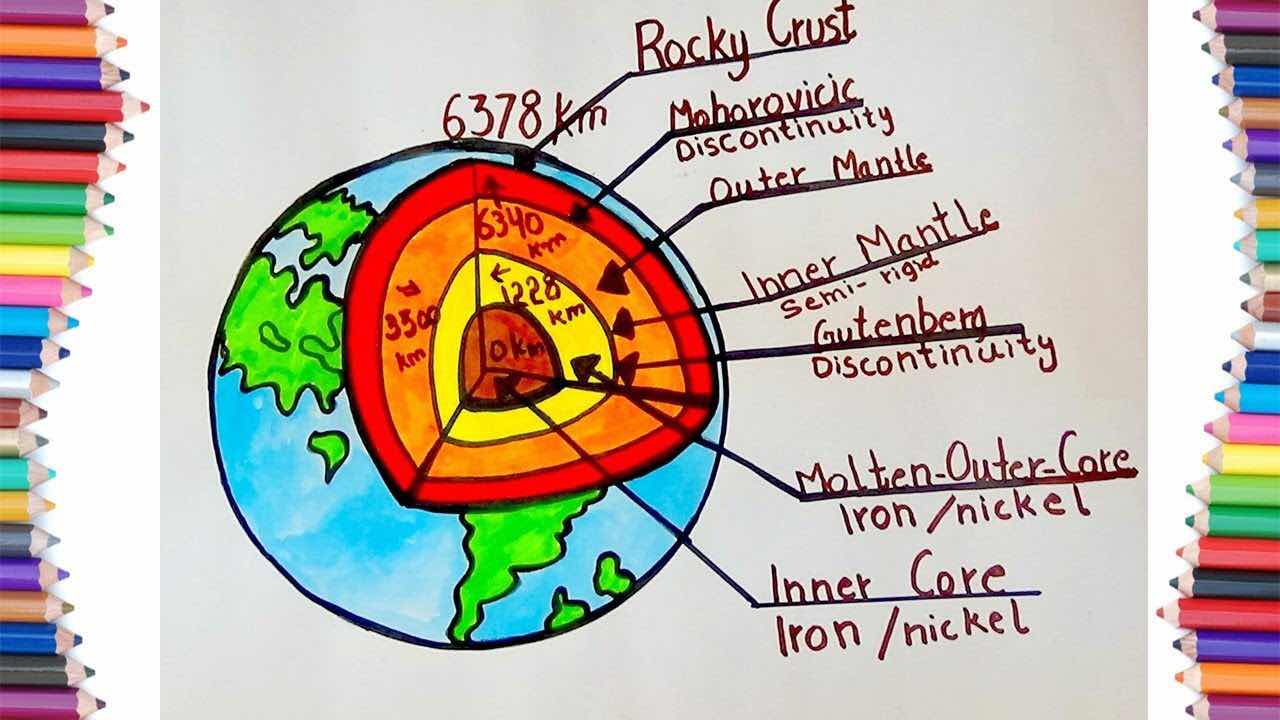 Rocky Crust
6378 km
Mohorovicic
Discontinuity
Outer Mantle
6340
km
Inner Mantle
semi-rigid
1228
km
3500
km
Gutenberg
Discontinuity
0 km
Molten-Outer-Core
Iron/nickel
Inner Core
Iron/nickel